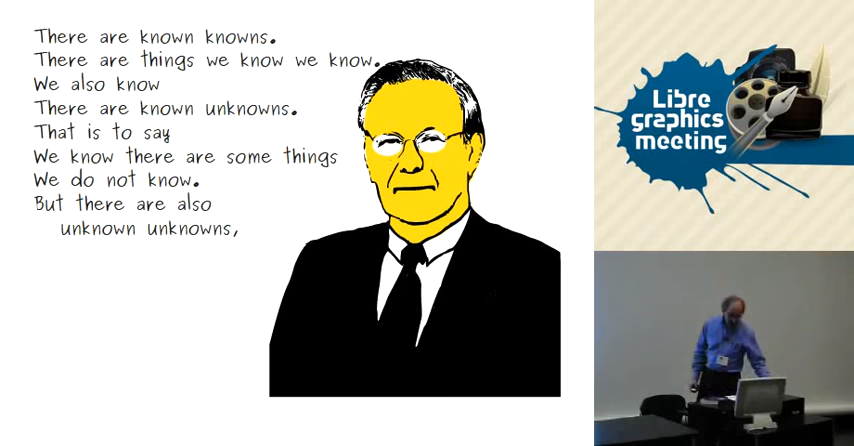 There are known knowns.
There are things we know we know.
We also know
There are known unknowns.
That is to say
We know there are some things
We do not know.
But there are also
unknown unknowns,
Libre
graphics
meeting